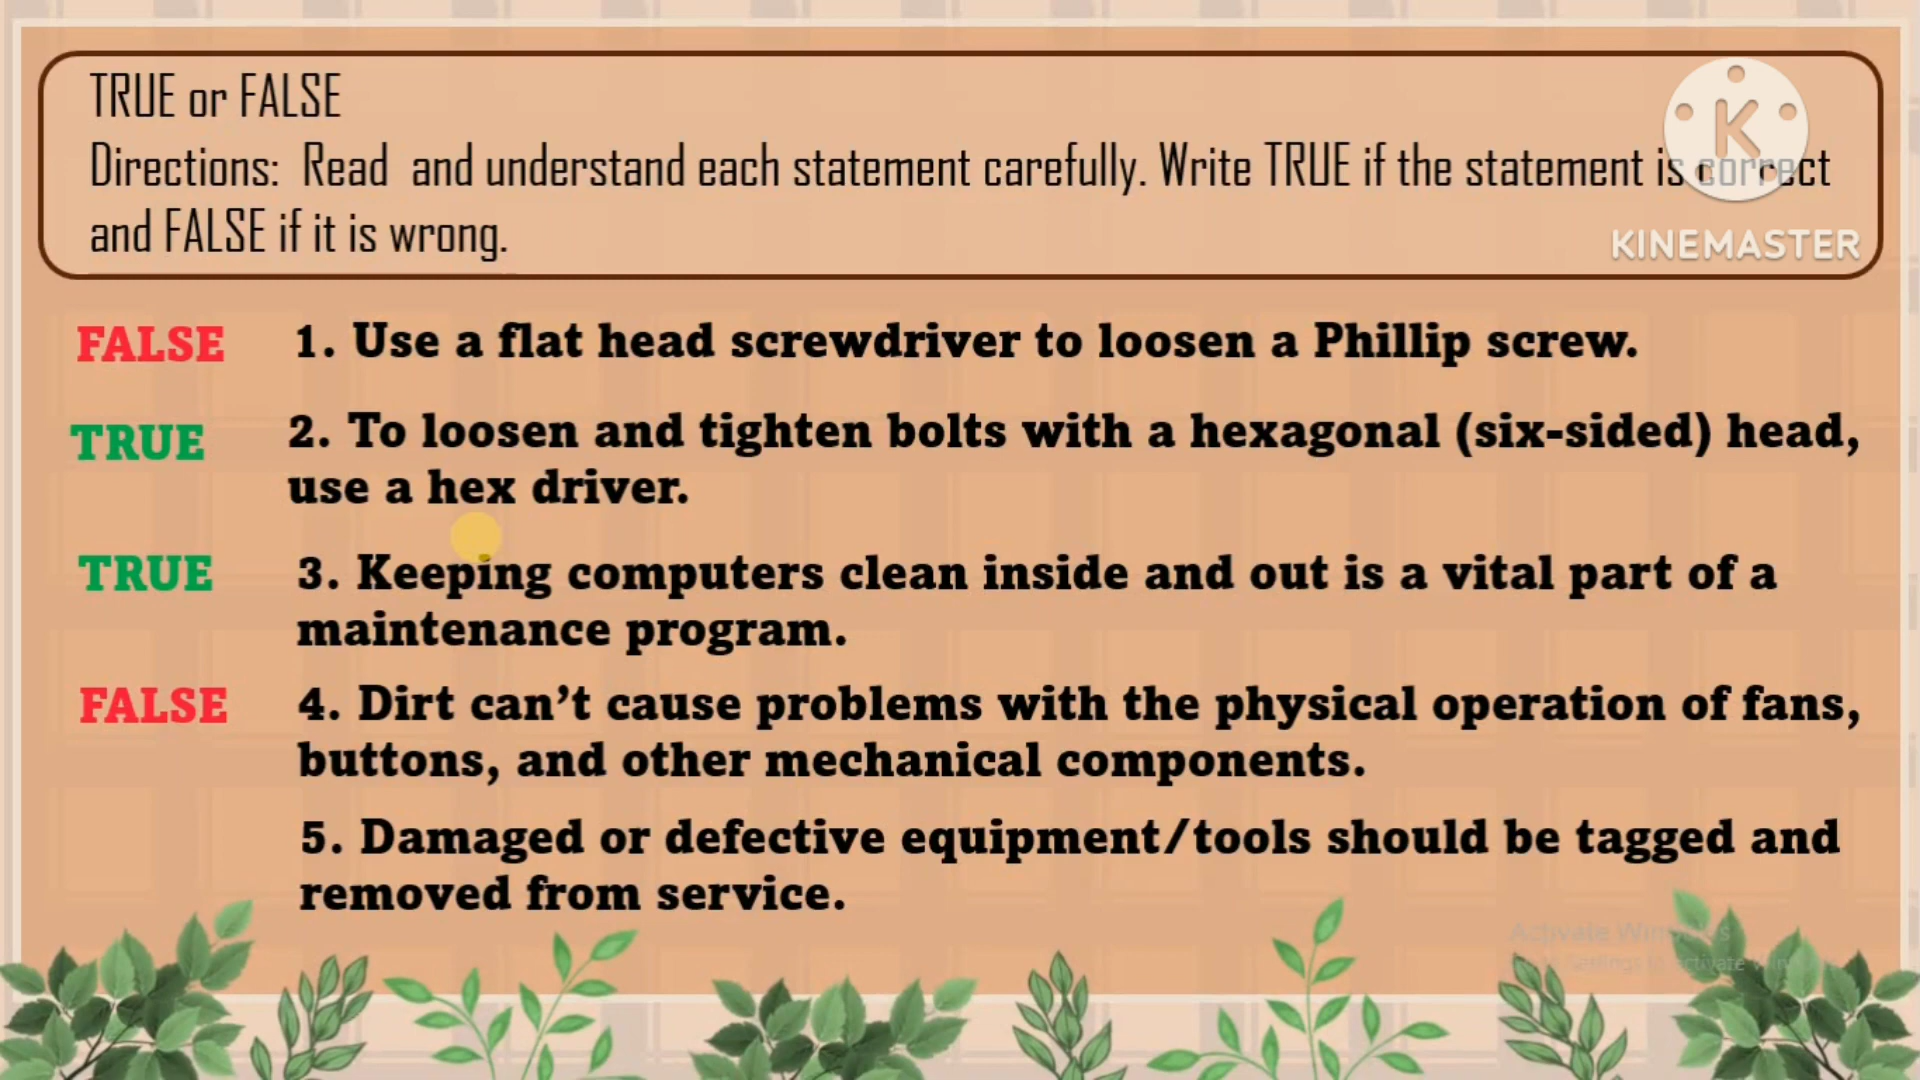 TRUE or FALSE
Directions: Read and understand each statement carefully. Write TRUE if the statement is correct
and FALSE if it is wrong.
K
KINEMASTER
FALSE 1. Use a flat head screwdriver to loosen a Phillip screw.
TRUE 2. To loosen and tighten bolts with a hexagonal (six-sided) head,
use a hex driver.
TRUE 3. Keeping computers clean inside and out is a vital part of a
maintenance program.
FALSE 4. Dirt can’t cause problems with the physical operation of fans,
buttons, and other mechanical components.
5. Damaged or defective equipment/tools should be tagged and
removed from service.
Activate Windows